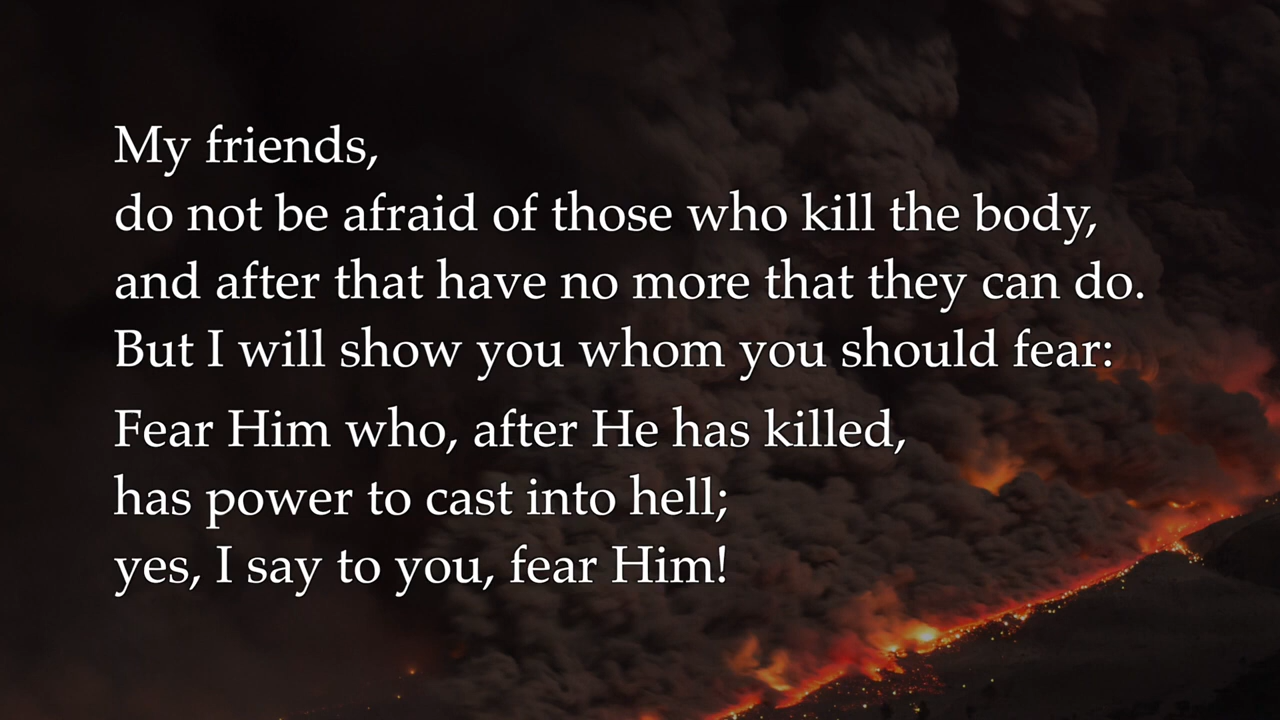 My friends,
do not be afraid of those who kill the body,
and after that have no more that they can do.
But I will show you whom you should fear:
Fear Him who, after He has killed,
has power to cast into hell;
yes, I say to you, fear Him!